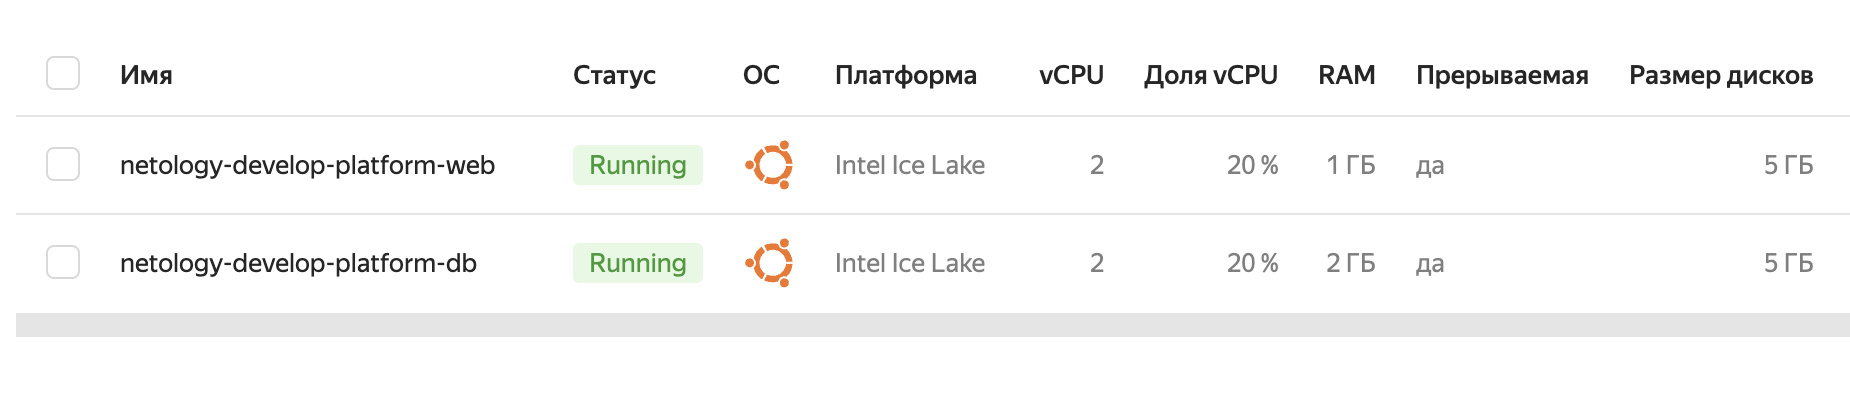 Имя Статус ОС Платформа vCPU Доля vCPU RAM Прерываемая Размер дисков
netology-develop-platform-web Running Intel Ice Lake 2 20 % 1 ГБ да 5 ГБ
netology-develop-platform-db Running Intel Ice Lake 2 20 % 2 ГБ да 5 ГБ